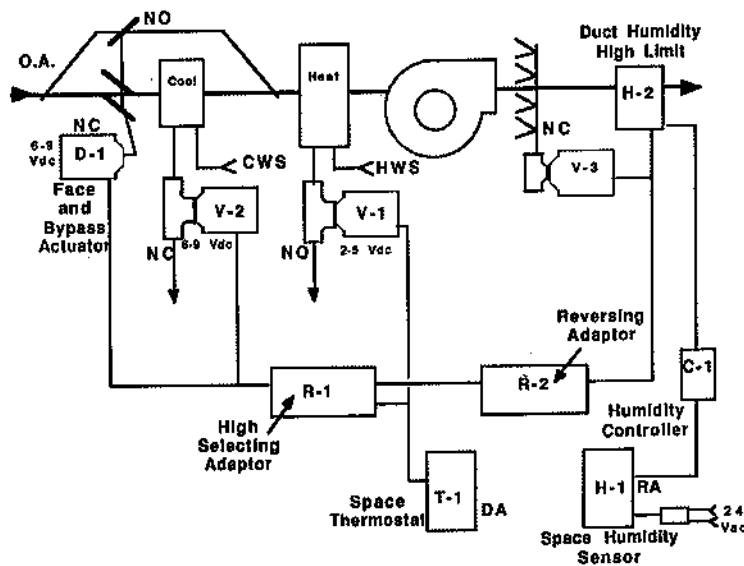 NO
O.A.
Cool
Heat
Duct Humidity
High Limit
H-2
NC
6-9
Vdc
D-1
CWS
HWS
NC
V-3
Face and
Bypass
Actuator
V-2
6-9 Vdc
NC
V-1
2-5 Vdc
NO
Reversing
Adaptor
R-1
R-2
C-1
High
Selecting
Adaptor
Humidity
Controller
Space
Thermostat
T-1
DA
H-1
RA
24
Vac
Space Humidity
Sensor